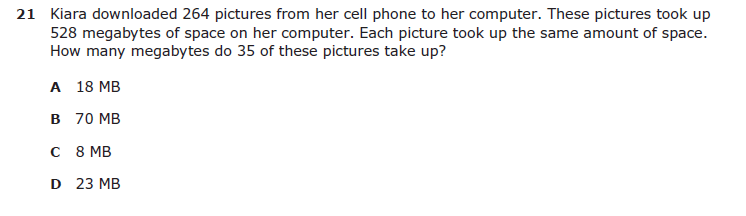 21 Kiara downloaded 264 pictures from her cell phone to her computer. These pictures took up
528 megabytes of space on her computer. Each picture took up the same amount of space.
How many megabytes do 35 of these pictures take up?
A 18 MB
B 70 MB
C 8 MB
D 23 MB